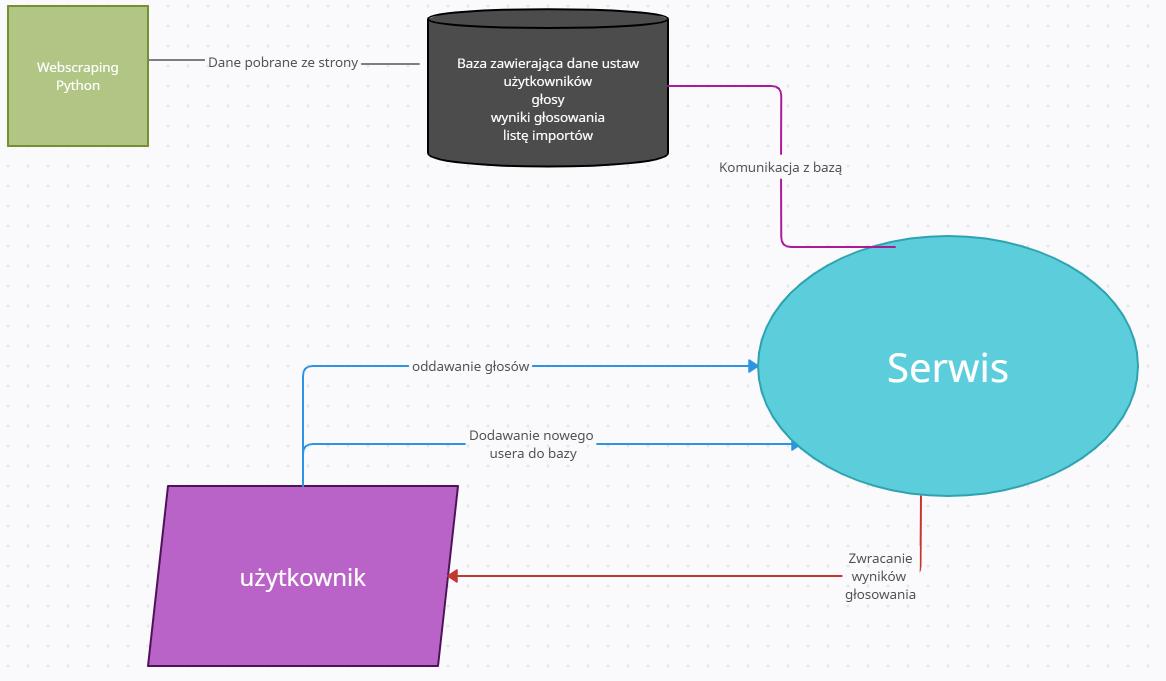 Webscraping
Python
Dane pobrane ze strony
Baza zawierająca dane ustaw
użytkowników
głosy
wyniki głosowania
listę importów
Komunikacja z bazą
Serwis
oddawanie głosów
Dodawanie nowego
usera do bazy
użytkownik
Zwracanie
wyników
głosowania